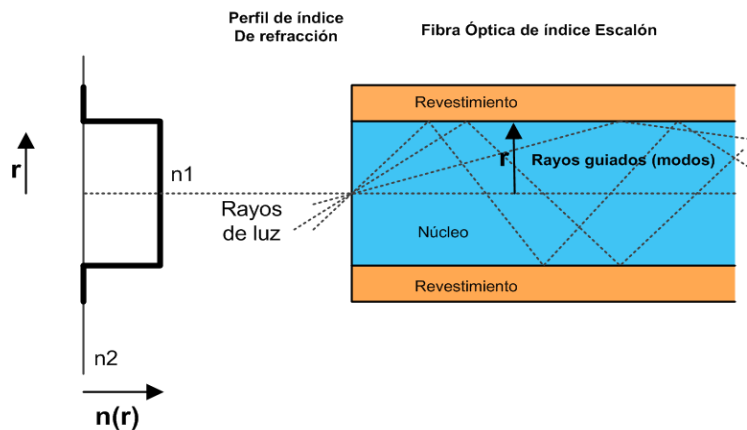 Perfil de índice
De refracción
Fibra Óptica de índice Escalón
Revestimiento
r
r
Rayos guiados (modos)
n1
Rayos
de luz
Núcleo
Revestimiento
n2
n(r)